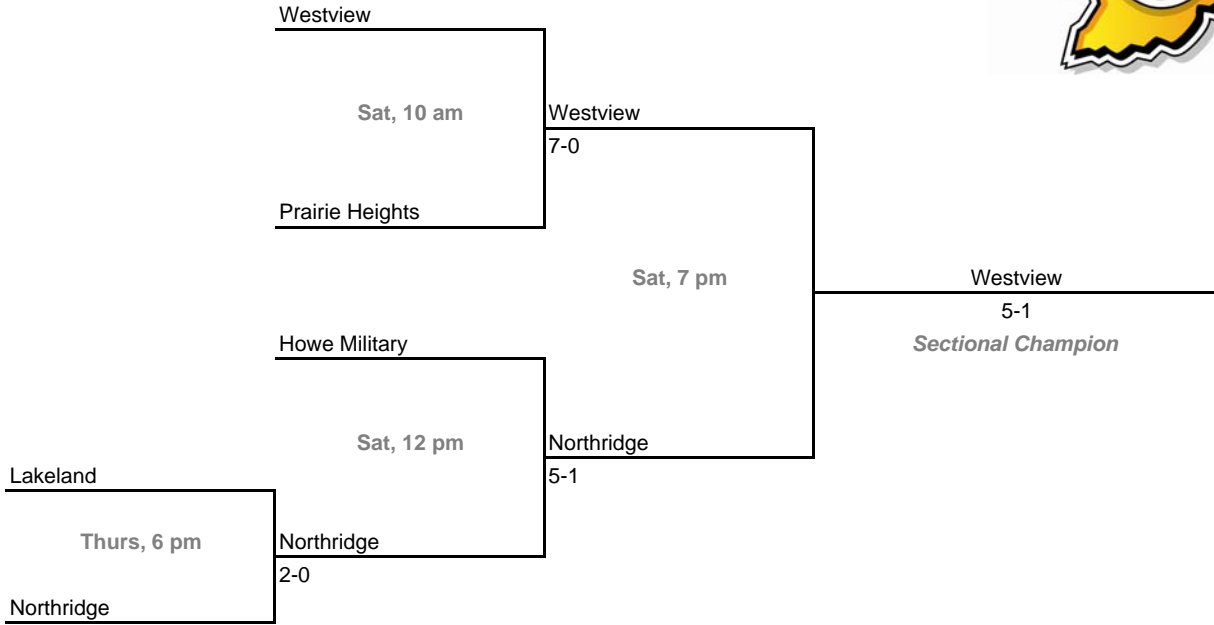 Westview
Sat, 10 am
Westview
7-0
Prairie Heights
Sat, 7 pm
Westview
5-1
Sectional Champion
Howe Military
Sat, 12 pm
Northridge
5-1
Lakeland
Thurs, 6 pm
Northridge
2-0
Northridge